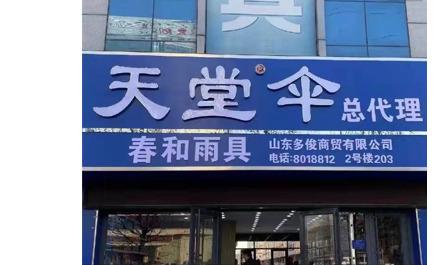 天堂®伞总代理
春和雨具
山东多俊商贸有限公司
电话:8018812 2号楼203